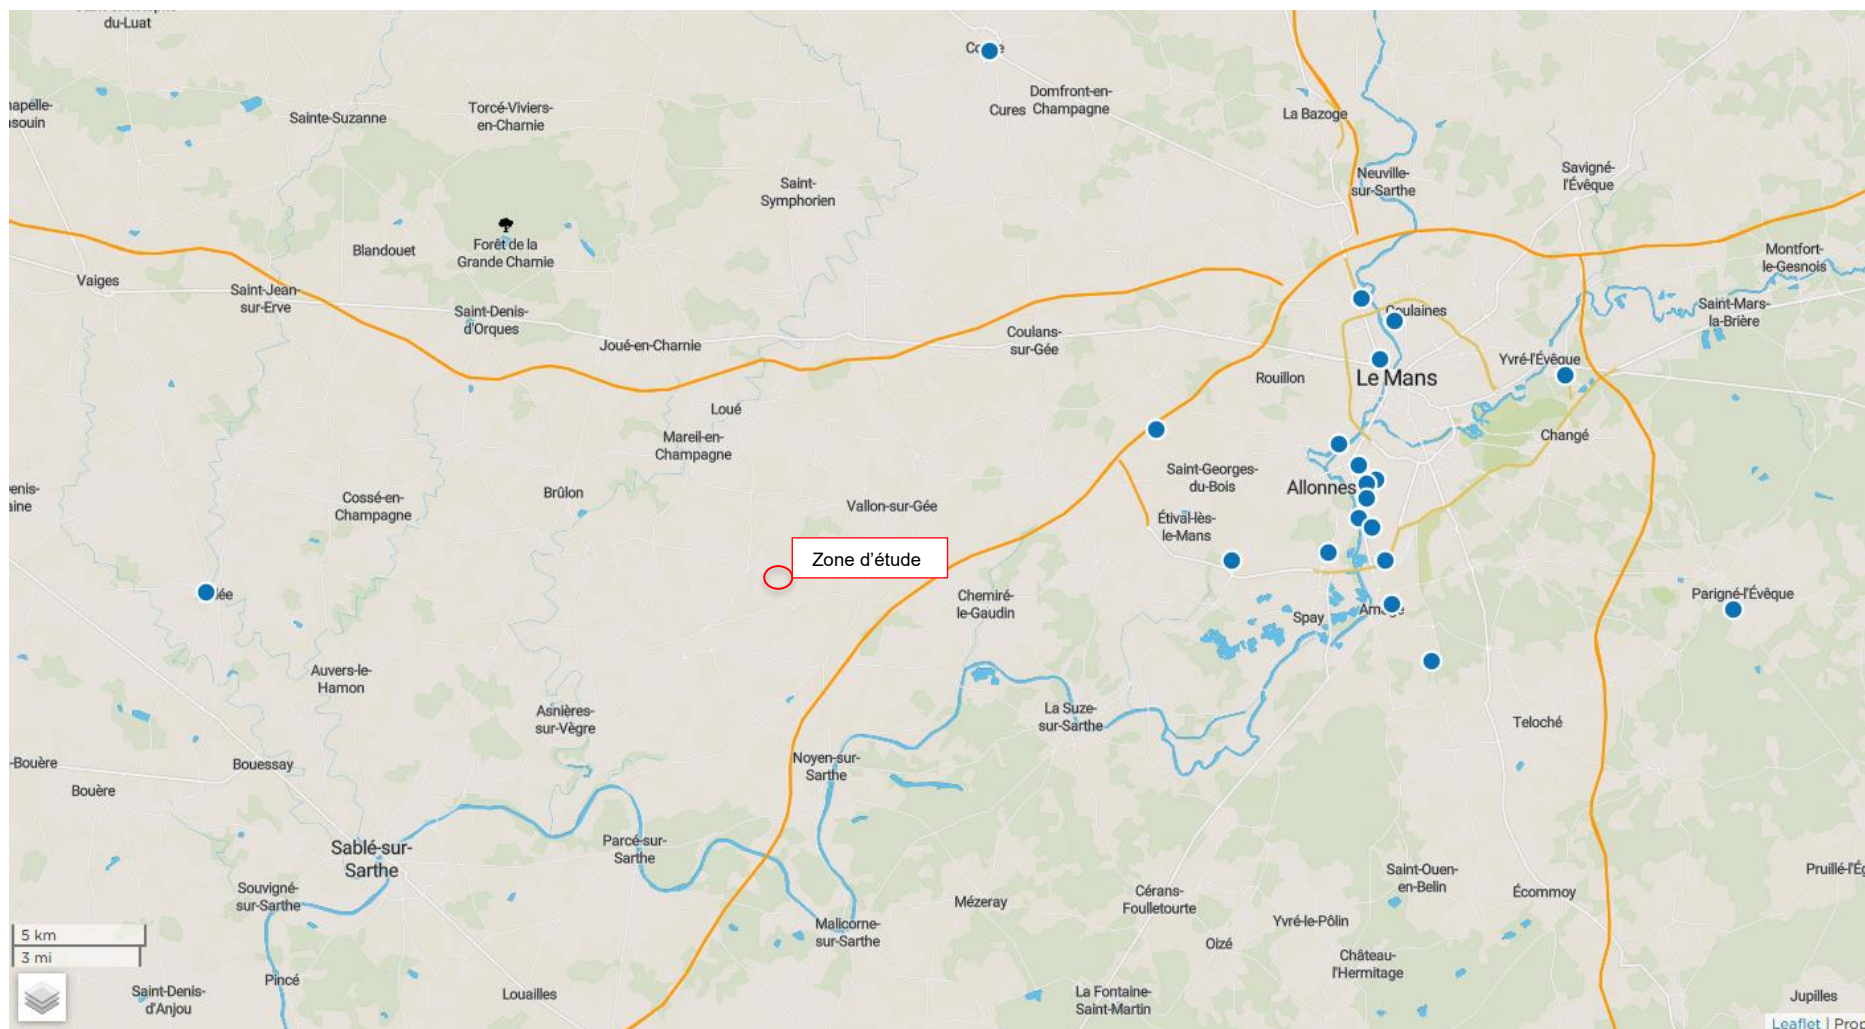 du-Luat
Domfront-en-
Cures Champagne
La Bazoge
Torcé-Viviers-
en-Charnie
Sainte-Suzanne
Savigné-
l'Évêque
Neuville-
sur-Sarthe
Saint-
Symphorien
Forêt de la
Grande Charnie
Blandouet
Montfort-
le-Gesnois
Vaiges
Saint-Jean-
sur-Erve
Saint-Denis-
d'Orques
Saint-Mars-
la-Brière
Coulaines
Joué-en-Charnie
Coulans-
sur-Gée
Yvré-l'Évêque
Rouillon
Le Mans
Loué
Mareil-en-
Champagne
Changé
Saint-Georges-
du-Bois
Allonnes
Brûlon
Cossé-en-
Champagne
Vallon-sur-Gée
Étival-lès-
le-Mans
Zone d'étude
Chemiré-
le-Gaudin
Parigné-l'Évêque
Spay
Auvers-le-
Hamon
Asnières-
sur-Vègre
La Suze-
sur-Sarthe
Teloché
Noyen-sur-
Sarthe
-Bouère
Bouessay
Bouère
Sablé-sur-
Sarthe
Parcé-sur-
Sarthe
Souvigné-
sur-Sarthe
Malicorne-
sur-Sarthe
Mézeray
Cérans-
Foulletourte
Saint-Ouen-
en-Belin
Écommoy
Yvré-le-Pôlin
Oizé
Château-
l'Hermitage
5 km
3 mi
Pincé
Saint-Denis-
d'Anjou
Louailles
La Fontaine-
Saint-Martin
Jupilles
Leaflet | Prop